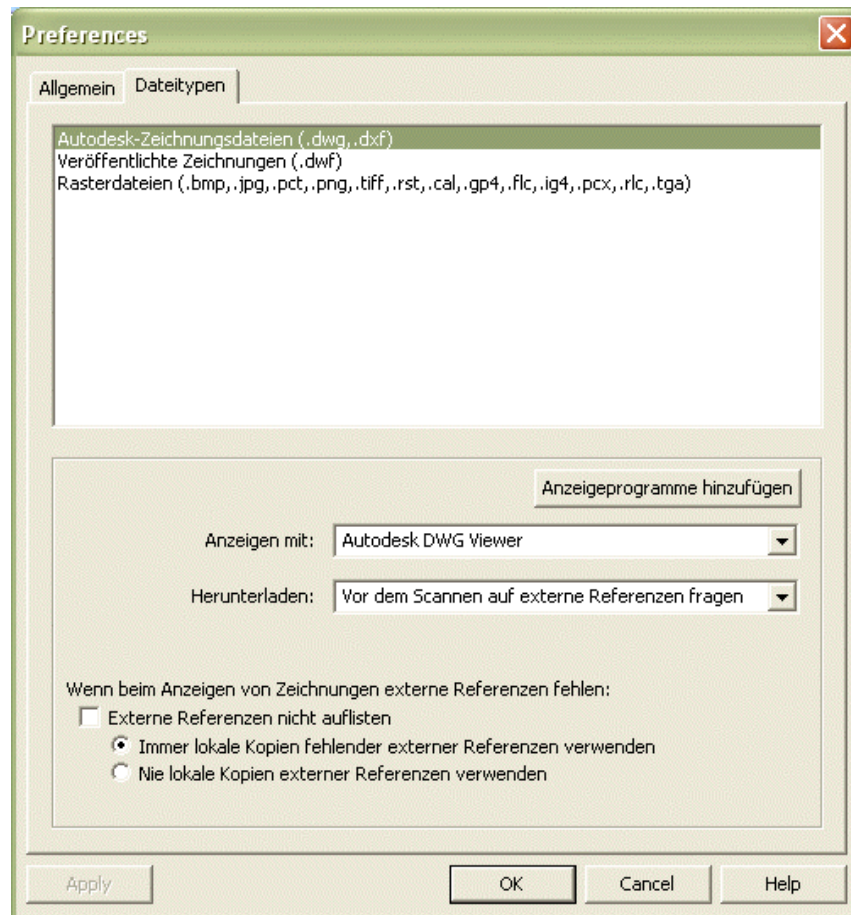 Preferences
Allgemein Dateitypen
Autodesk-Zeichnungsdateien (.dwg,.dxf)
Veröffentlichte Zeichnungen (.dwf)
Rasterdateien (.bmp,.jpg,.pct,.png,.tiff,.rst,.cal,.gp4,.flc,.ig4,.pcx,.rlc,.tga)
Anzeigeprogramme hinzufügen
Anzeigen mit: Autodesk DWG Viewer
Herunterladen: Vor dem Scannen auf externe Referenzen fragen
Wenn beim Anzeigen von Zeichnungen externe Referenzen fehlen:
Externe Referenzen nicht auflisten
Immer lokale Kopien fehlender externer Referenzen verwenden
Nie lokale Kopien externer Referenzen verwenden
Apply OK Cancel Help